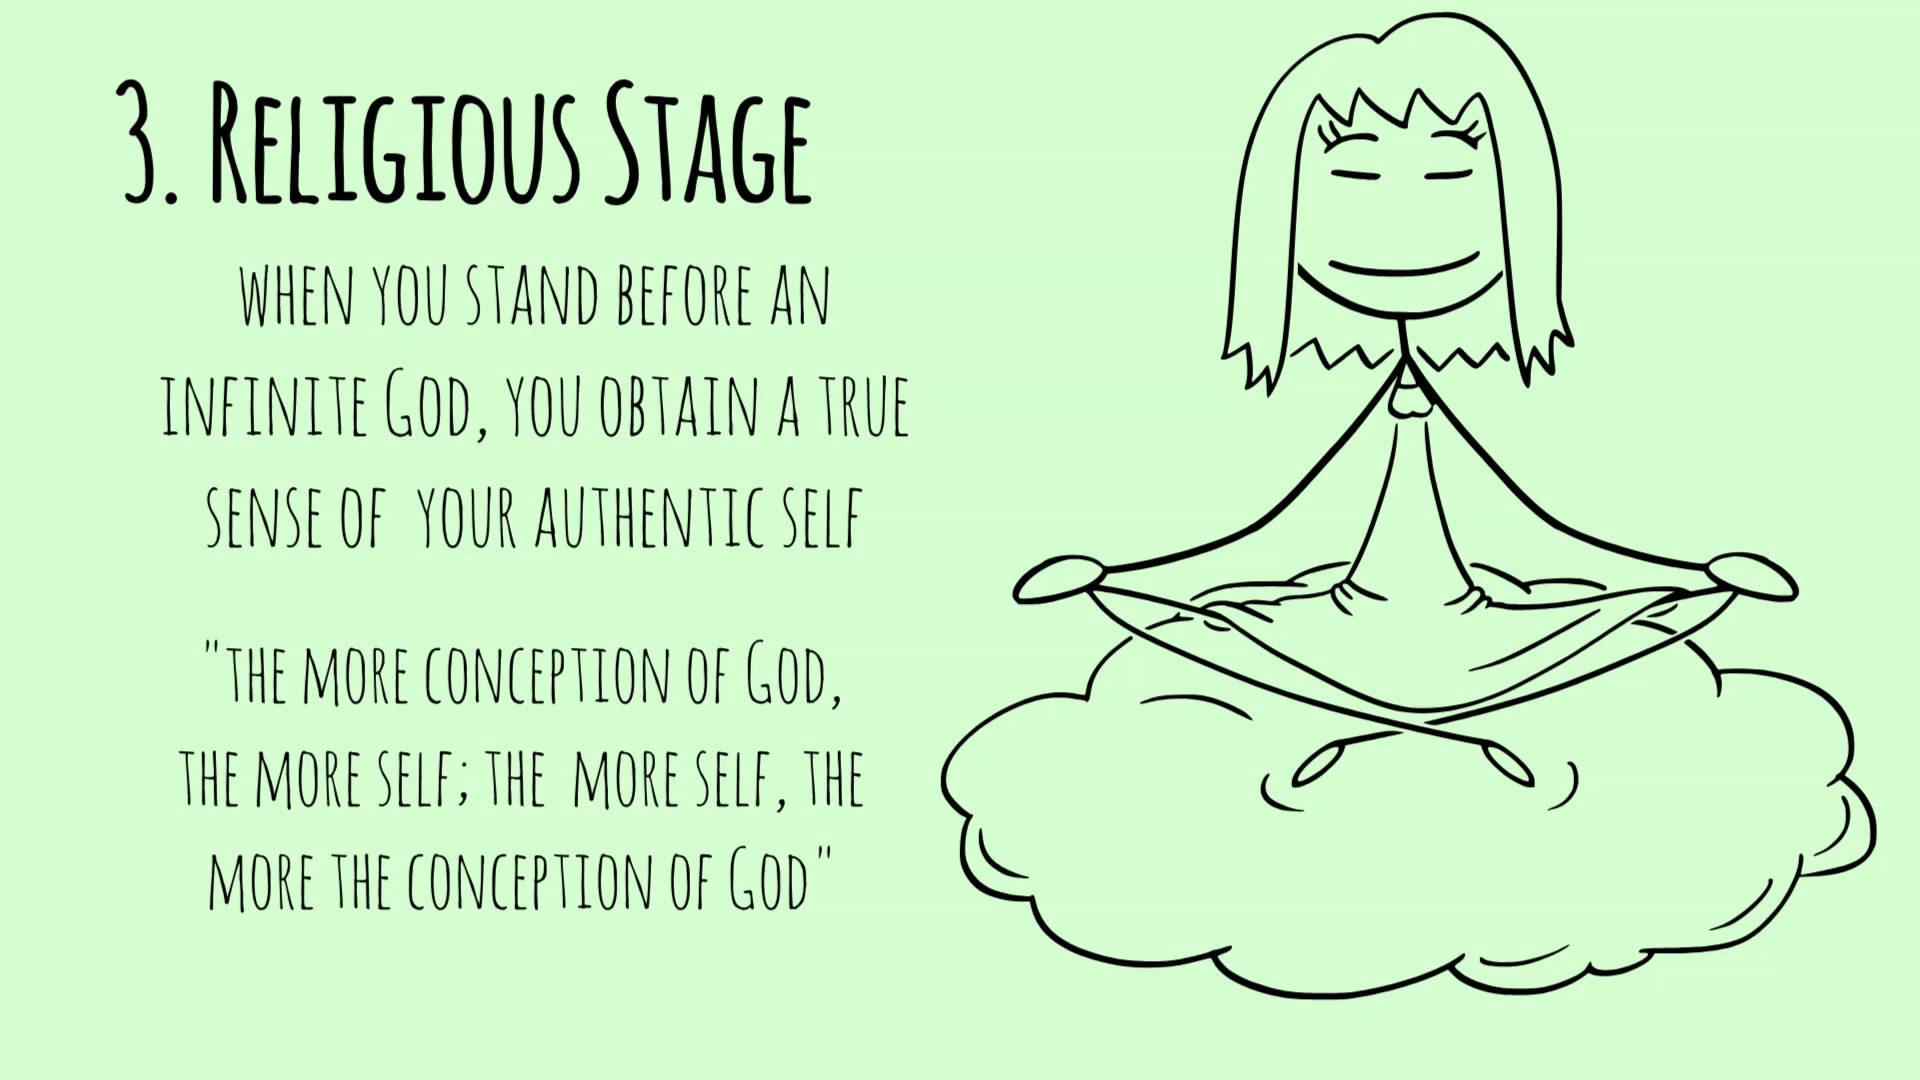 3. Religious Stage
when you stand before an
infinite God, you obtain a true
sense of your authentic self
"the more conception of God,
the more self; the more self, the
more the conception of God"